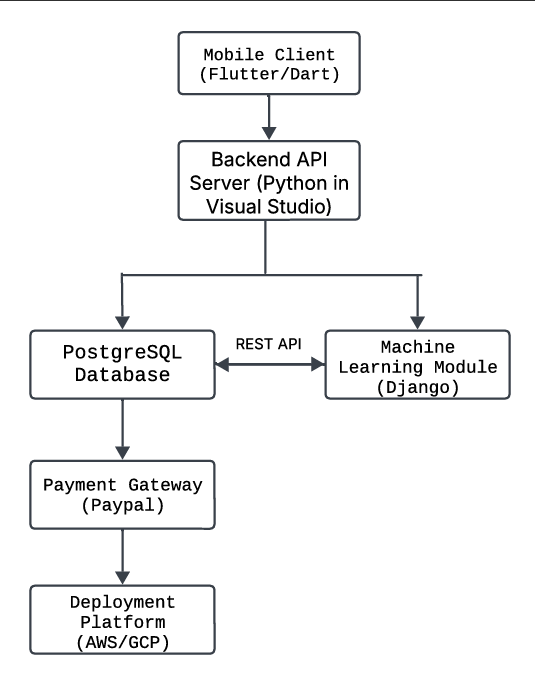 Mobile Client
(Flutter/Dart)
Backend API
Server (Python in
Visual Studio)
PostgreSQL
Database
REST API
Machine
Learning Module
(Django)
Payment Gateway
(Paypal)
Deployment
Platform
(AWS/GCP)